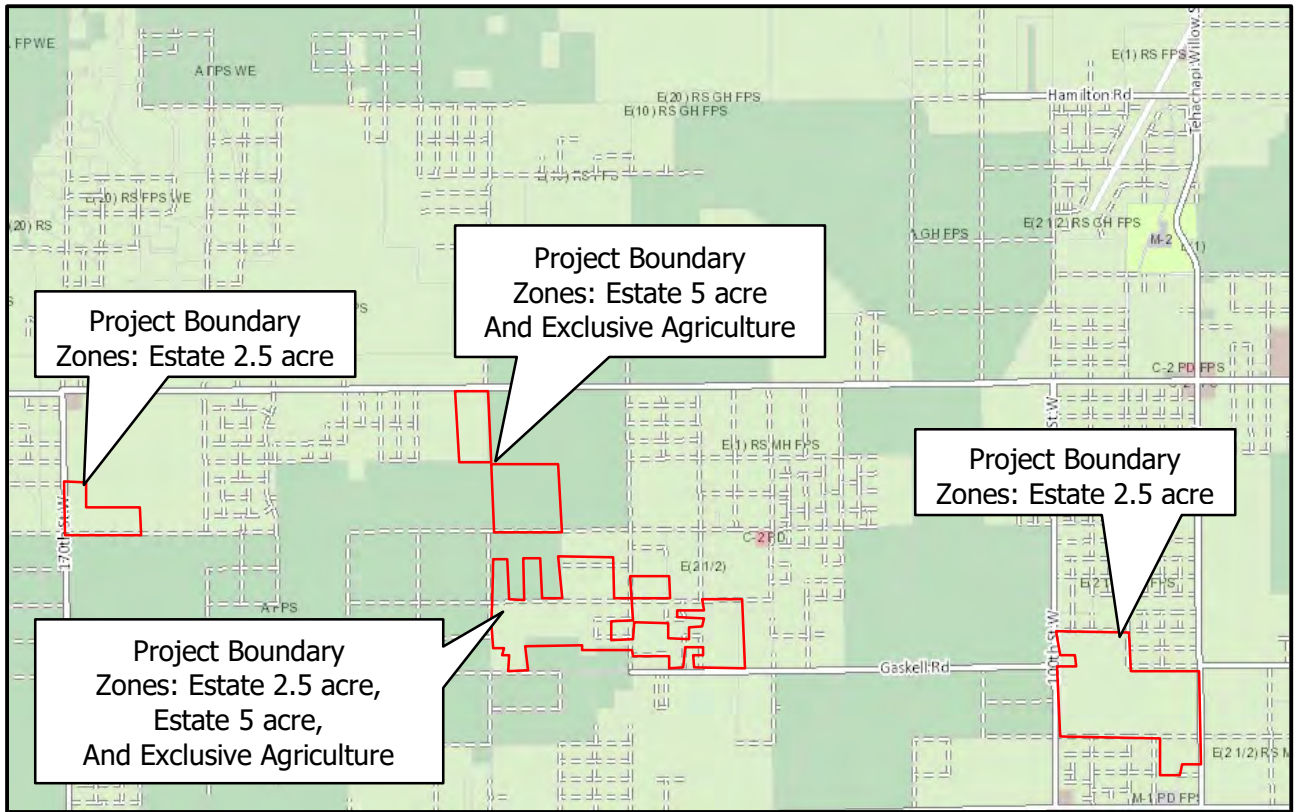 FP WE
A FPS WE
E(1) RS FPS
Tehachapi Willow S
Hamilton Rd
E(20) RS GH FPS
E(10) RS GH FPS
(20) RS
E(2 1/2) RS GH FPS
A GH FPS
M-2
Project Boundary
Zones: Estate 5 acre
And Exclusive Agriculture
Project Boundary
Zones: Estate 2.5 acre
C-2 PD FPS
E(1) RS MH FPS
Project Boundary
Zones: Estate 2.5 acre
170th St W
C-2 PD
E(2 1/2)
A FPS
Project Boundary
Zones: Estate 2.5 acre,
Estate 5 acre,
And Exclusive Agriculture
Gaskell Rd
100th St W
E(2 1/2) RS M
M-1 PD FPS